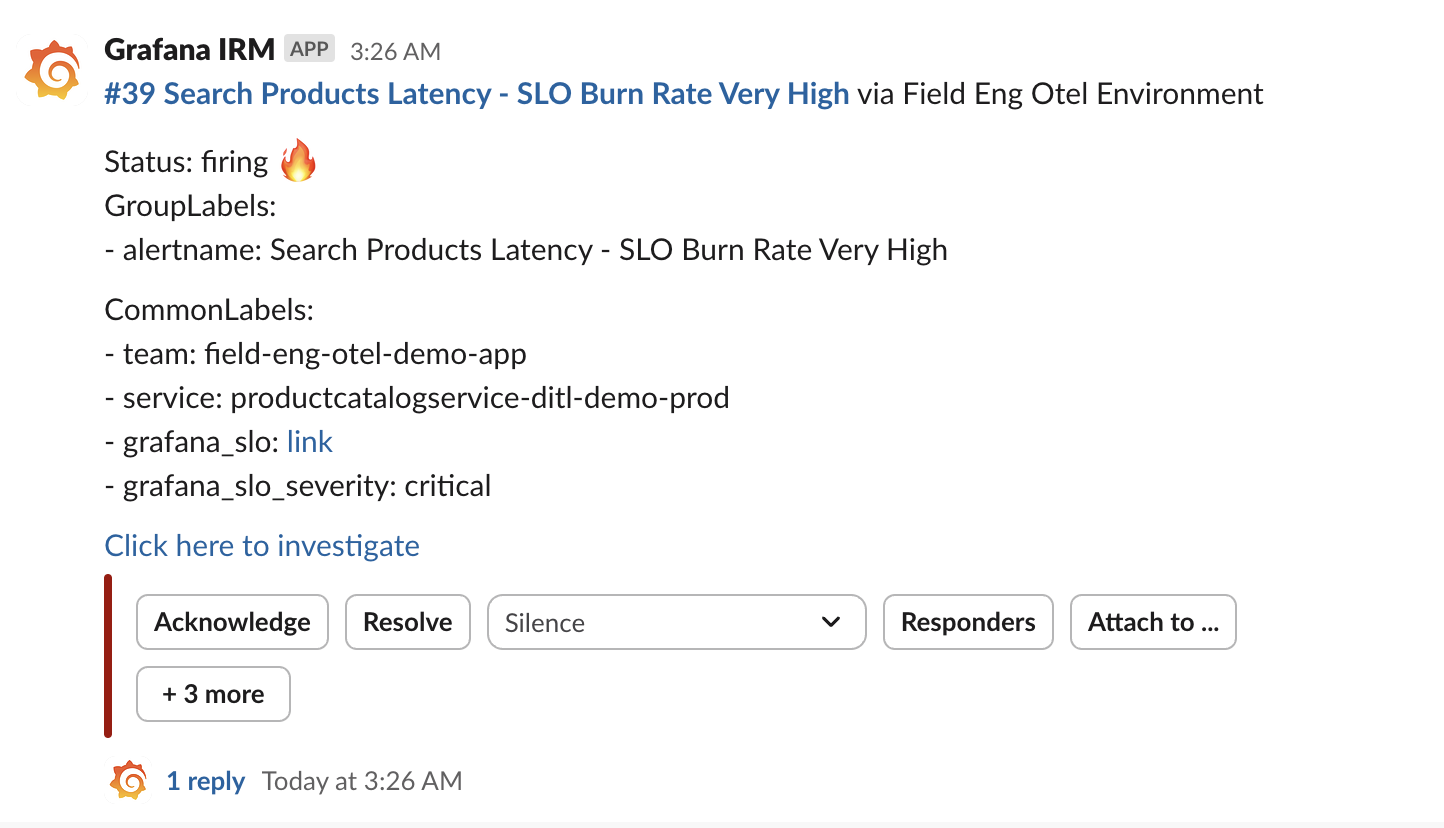 Grafana IRM APP 3:26 AM
#39 Search Products Latency - SLO Burn Rate Very High via Field Eng Otel Environment
Status: firing 🔥
GroupLabels:
- alertname: Search Products Latency - SLO Burn Rate Very High
CommonLabels:
- team: field-eng-otel-demo-app
- service: productcatalogservice-ditl-demo-prod
- grafana_slo: link
- grafana_slo_severity: critical
Click here to investigate
Acknowledge Resolve Silence Responders Attach to ...
+ 3 more
1 reply Today at 3:26 AM